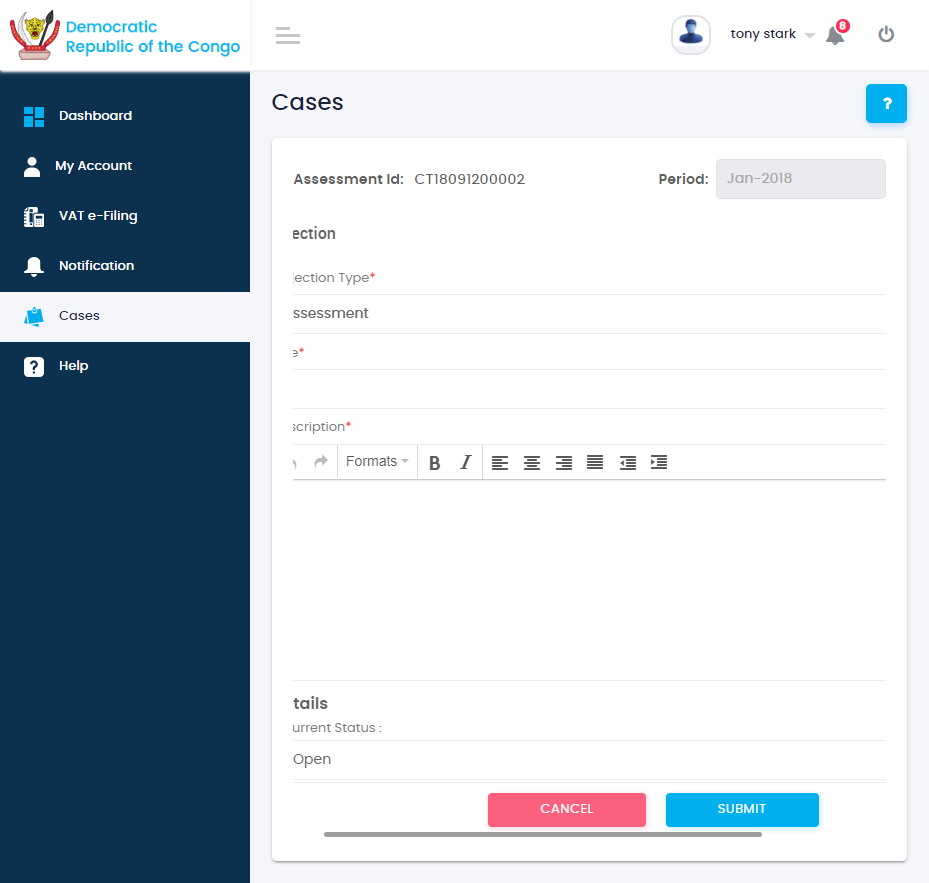 Democratic
Republic of the Congo
tony stark
8
Dashboard
My Account
VAT e-Filing
Notification
Cases
Help
Cases
?
Assessment Id: CT18091200002
Period: Jan-2018
ection
jection Type*
ssessment
e*
scription*
Formats
B I
tails
urrent Status :
Open
CANCEL
SUBMIT